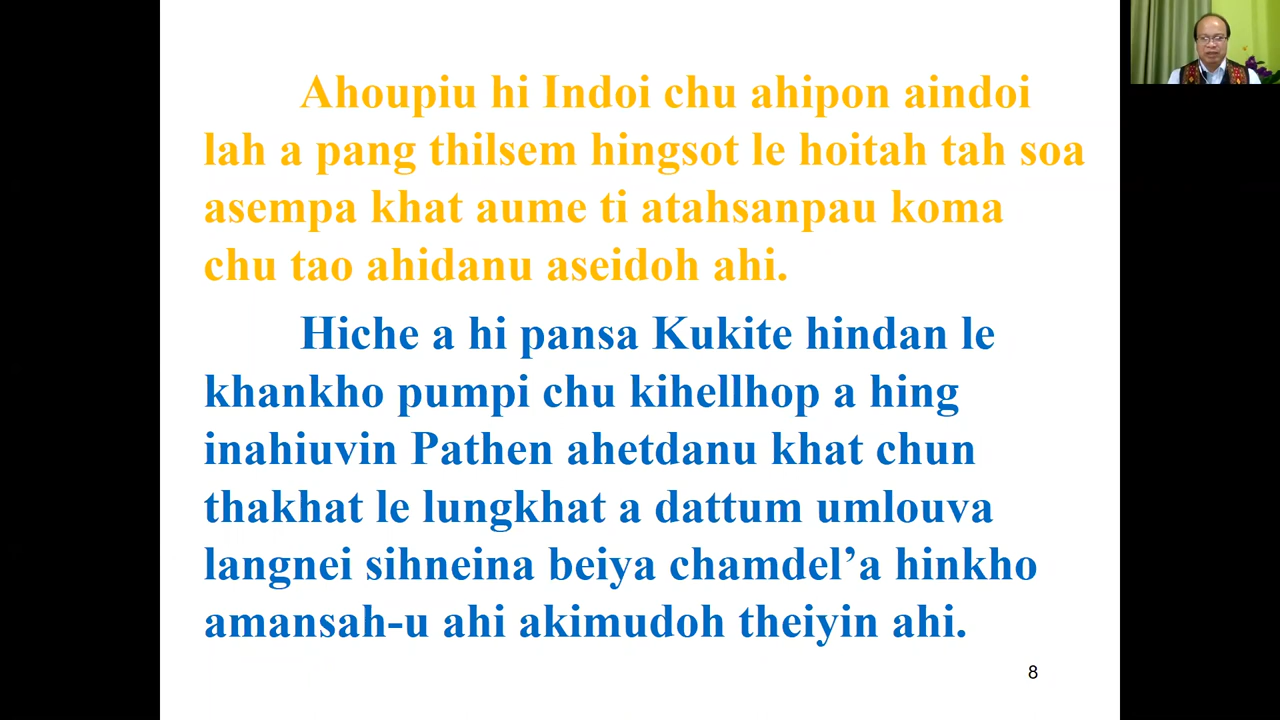 Ahoupiu hi Indoi chu ahipon aindoi
lah a pang thilsem hingsot le hoitah tah soa
asempa khat aume ti atahsanpau koma
chu tao ahidanu aseidoh ahi.
Hiche a hi pansa Kukite hindan le
khankho pumpi chu kihellhop a hing
inahiuvin Pathen ahetdanu khat chun
thakhat le lungkhat a dattum umlouva
langnei sihneina beiya chamdel’a hinkho
amansah-u ahi akimudoh theiyin ahi.
8